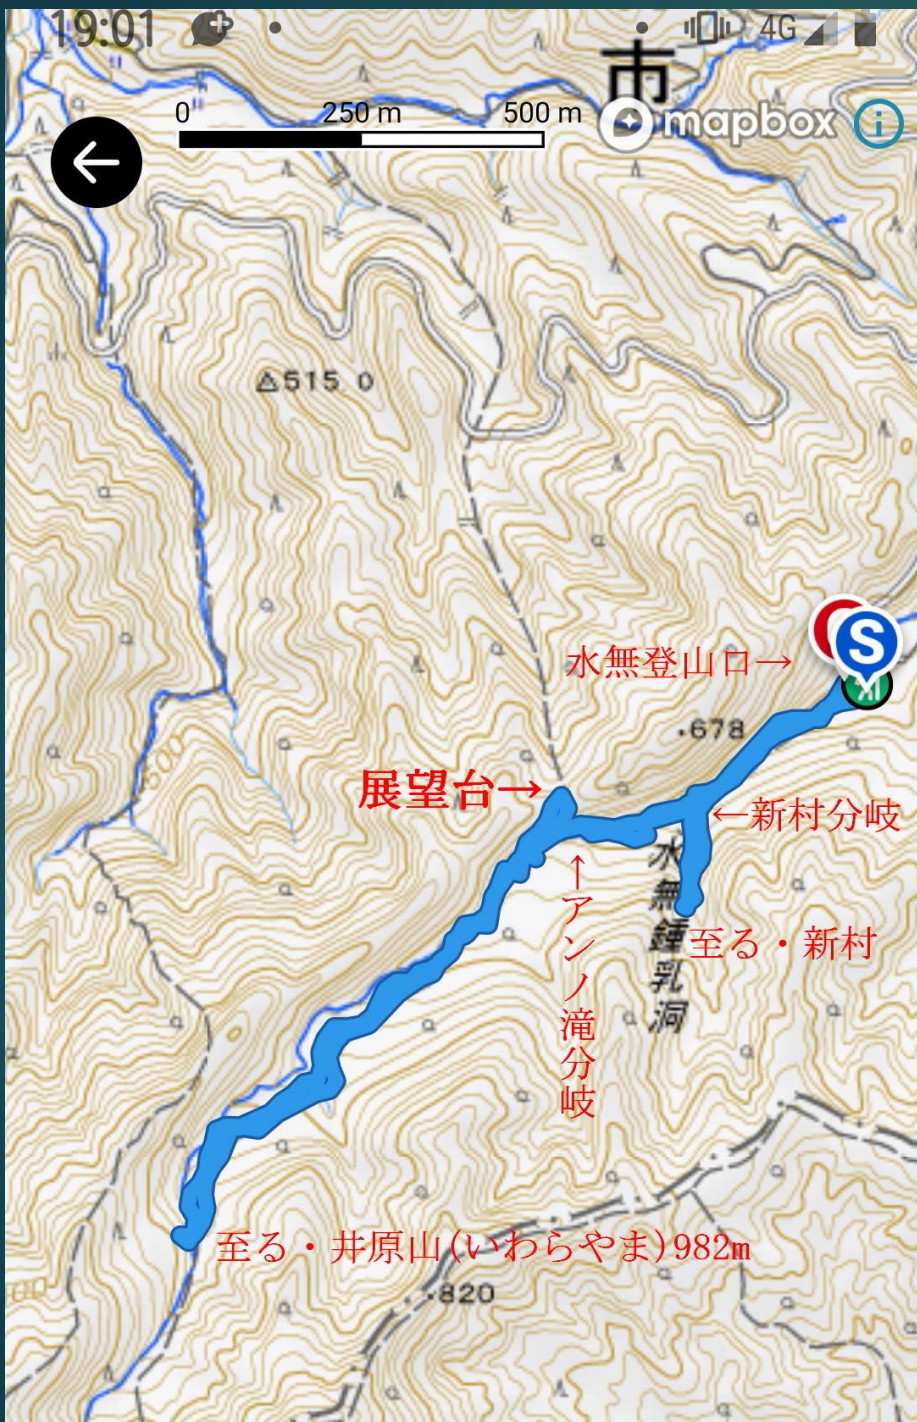 19:01
4G
市
0 250 m 500 m
mapbox
i
515 0
S
水無登山口→
・678
600
展望台→
←新村分岐
水無鍾乳洞
至る・新村
↑アンノ滝分岐
至る・井原山(いわらやま)982m
・820